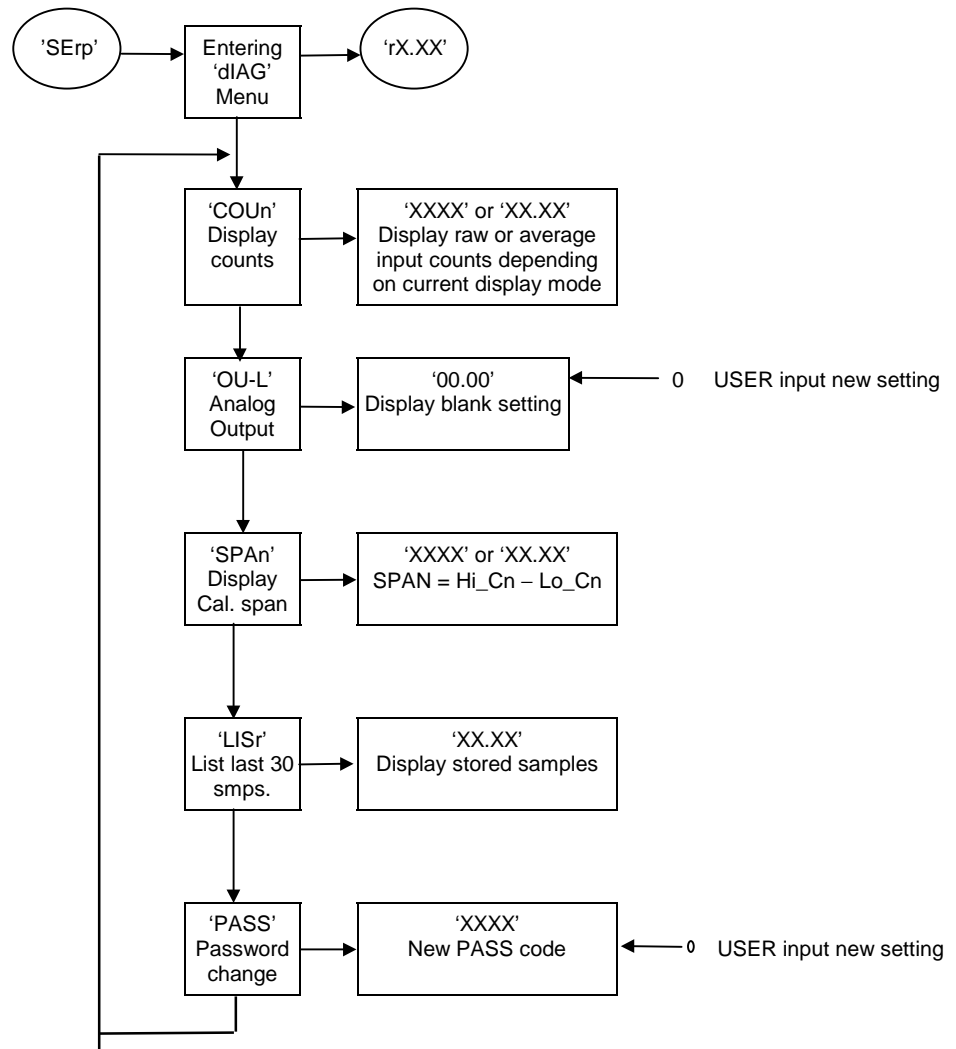 ’SErp’
Entering
‘dIAG’
Menu
‘rX.XX’
‘COUn’
Display
counts
‘XXXX’ or ‘XX.XX’
Display raw or average
input counts depending
on current display mode
‘OU-L’
Analog
Output
‘00.00’
Display blank setting
0 USER input new setting
‘SPAn’
Display
Cal. span
‘XXXX’ or ‘XX.XX’
SPAN = Hi_Cn – Lo_Cn
‘LISr’
List last 30
smps.
‘XX.XX’
Display stored samples
‘PASS’
Password
change
‘XXXX’
New PASS code
0 USER input new setting